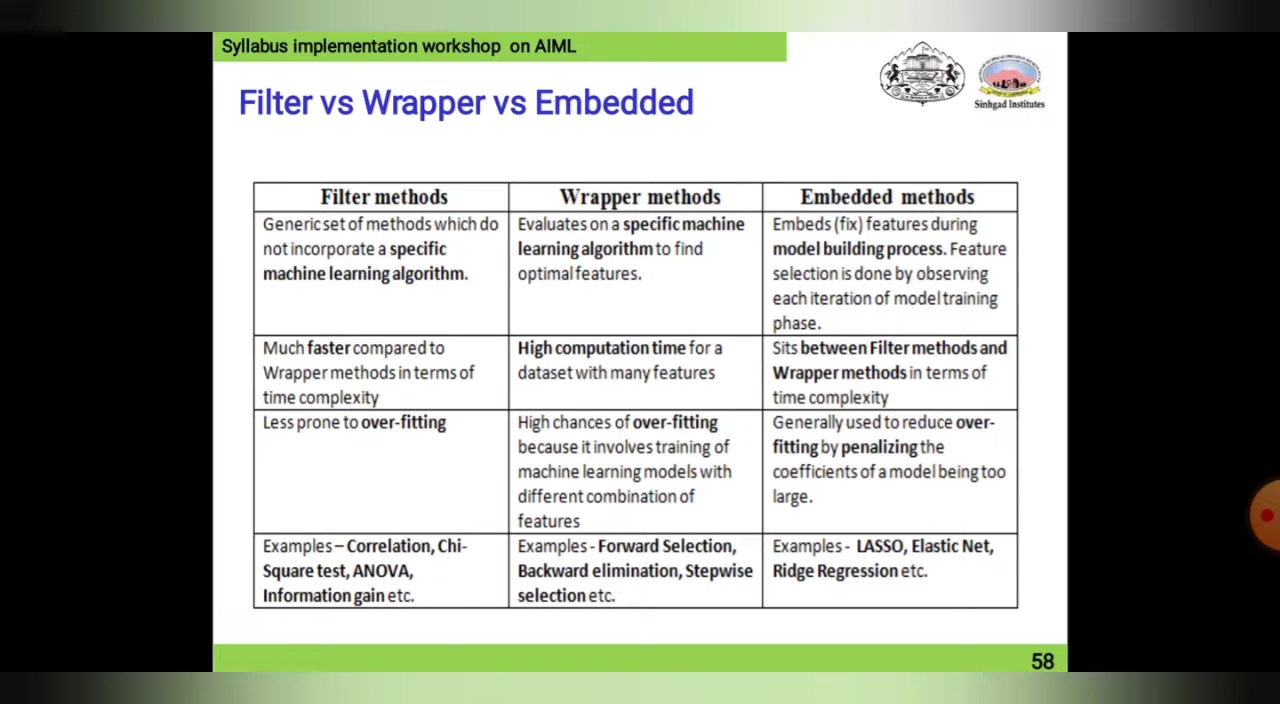 Syllabus implementation workshop on AIML
Sinhgad Institutes
Filter vs Wrapper vs Embedded
Filter methods
Wrapper methods
Embedded methods
Generic set of methods which do
not incorporate a specific
machine learning algorithm.
Evaluates on a specific machine
learning algorithm to find
optimal features.
Embeds (fix) features during
model building process. Feature
selection is done by observing
each iteration of model training
phase.
Much faster compared to
Wrapper methods in terms of
time complexity
High computation time for a
dataset with many features
Sits between Filter methods and
Wrapper methods in terms of
time complexity
Less prone to over-fitting
High chances of over-fitting
because it involves training of
machine learning models with
different combination of
features
Generally used to reduce over-
fitting by penalizing the
coefficients of a model being too
large.
Examples – Correlation, Chi-
Square test, ANOVA,
Information gain etc.
Examples - Forward Selection,
Backward elimination, Stepwise
selection etc.
Examples - LASSO, Elastic Net,
Ridge Regression etc.
58